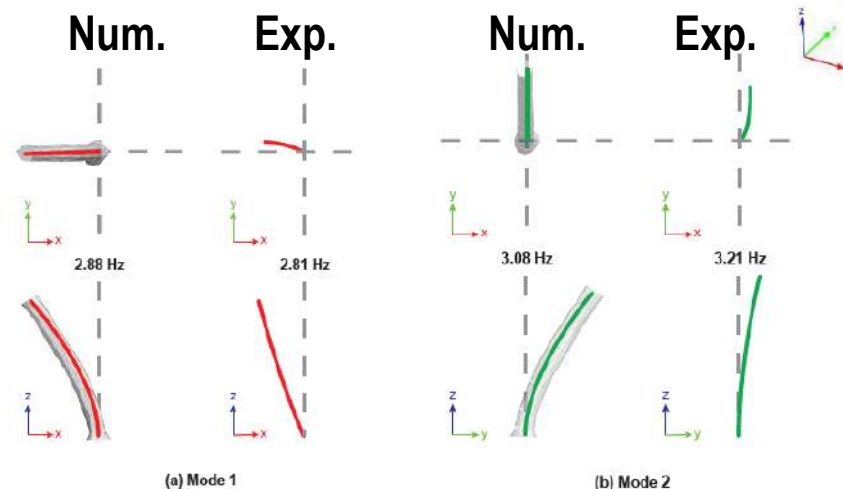 Num. Exp. Num. Exp.
z
y y y y
x x x x
2.88 Hz 2.81 Hz 3.08 Hz 3.21 Hz
z z z z
x x y y
(a) Mode 1 (b) Mode 2